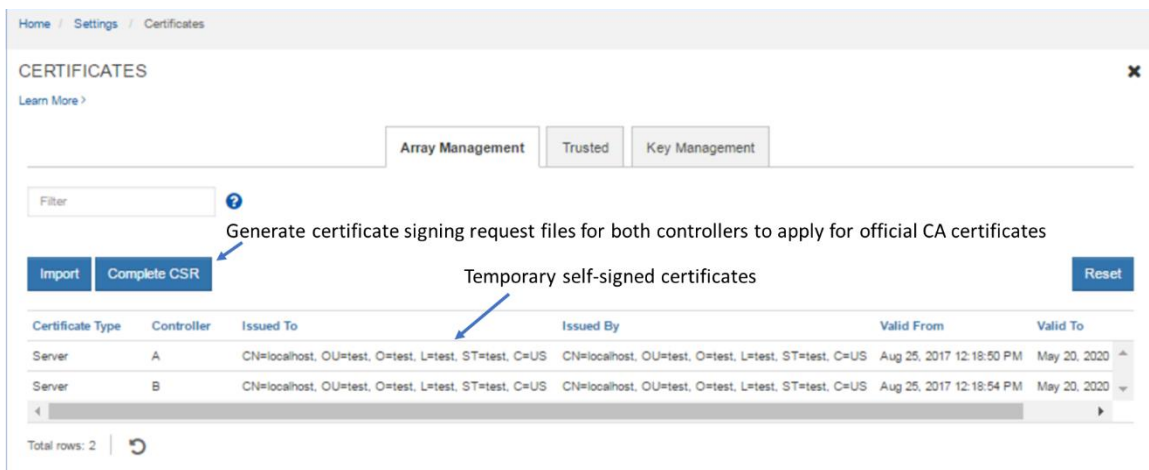 Home / Settings / Certificates
CERTIFICATES
Learn More >
Array Management Trusted Key Management
Filter
Generate certificate signing request files for both controllers to apply for official CA certificates
Import Complete CSR Temporary self-signed certificates Reset
Certificate Type Controller Issued To Issued By Valid From Valid To
Server A CN=localhost, OU=test, O=test, L=test, ST=test, C=US CN=localhost, OU=test, O=test, L=test, ST=test, C=US Aug 25, 2017 12:18:50 PM May 20, 2020
Server B CN=localhost, OU=test, O=test, L=test, ST=test, C=US CN=localhost, OU=test, O=test, L=test, ST=test, C=US Aug 25, 2017 12:18:54 PM May 20, 2020
Total rows: 2